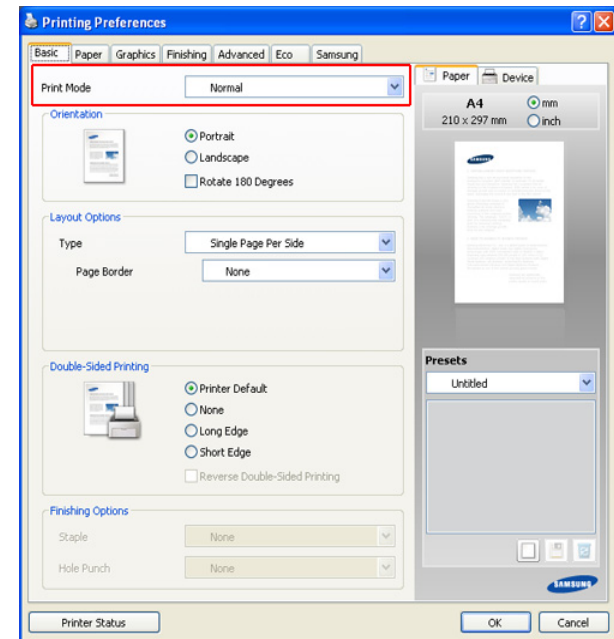 Printing Preferences
Basic Paper Graphics Finishing Advanced Eco Samsung
Print Mode Normal
Orientation
Portrait
Landscape
Rotate 180 Degrees
Layout Options
Type Single Page Per Side
Page Border None
Double-Sided Printing
Printer Default
None
Long Edge
Short Edge
Reverse Double-Sided Printing
Finishing Options
Staple None
Hole Punch None
Printer Status
Paper Device
A4 mm
210 x 297 mm inch
SAMSUNG
Presets
Untitled
SAMSUNG
OK Cancel